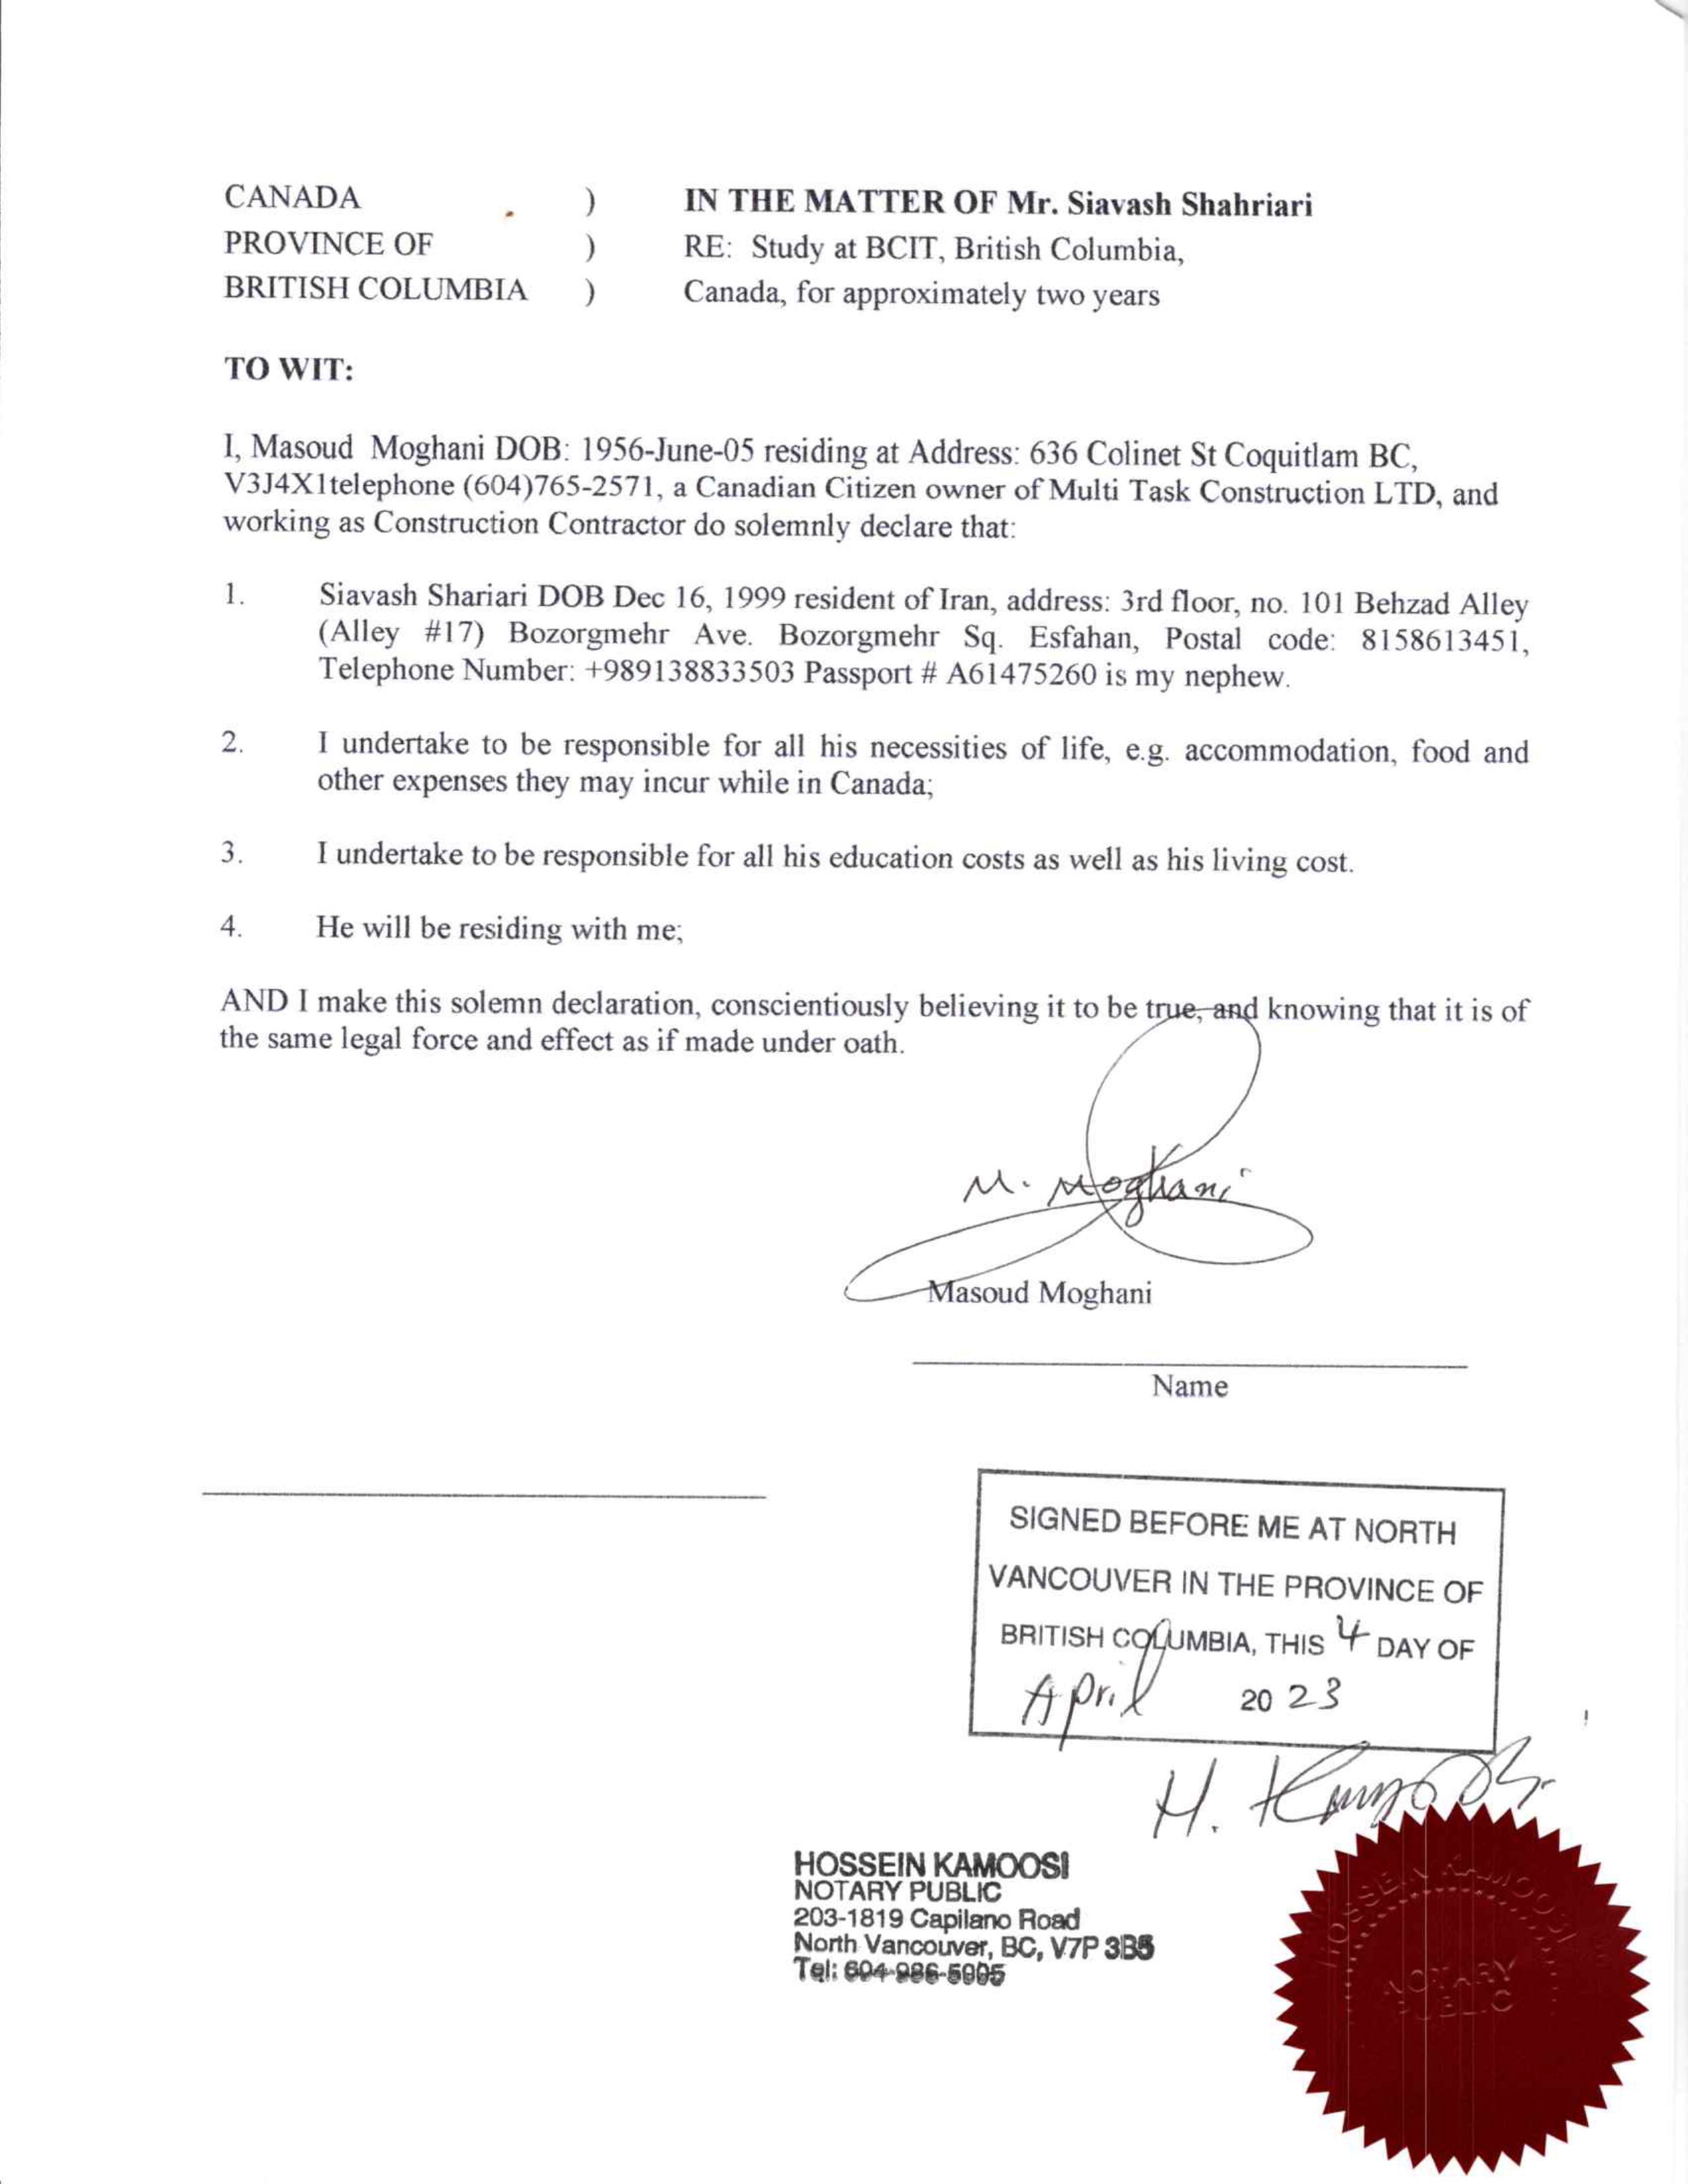 CANADA ) IN THE MATTER OF Mr. Siavash Shahriari
PROVINCE OF ) RE: Study at BCIT, British Columbia,
BRITISH COLUMBIA ) Canada, for approximately two years
TO WIT:
I, Masoud Moghani DOB: 1956-June-05 residing at Address: 636 Colinet St Coquitlam BC,
V3J4X1telephone (604)765-2571, a Canadian Citizen owner of Multi Task Construction LTD, and
working as Construction Contractor do solemnly declare that:
1. Siavash Shariari DOB Dec 16, 1999 resident of Iran, address: 3rd floor, no. 101 Behzad Alley
(Alley #17) Bozorgmehr Ave. Bozorgmehr Sq. Esfahan, Postal code: 8158613451,
Telephone Number: +989138833503 Passport # A61475260 is my nephew.
2. I undertake to be responsible for all his necessities of life, e.g. accommodation, food and
other expenses they may incur while in Canada;
3. I undertake to be responsible for all his education costs as well as his living cost.
4. He will be residing with me;
AND I make this solemn declaration, conscientiously believing it to be true, and knowing that it is of
the same legal force and effect as if made under oath.
M. Moghani
Masoud Moghani
Name
SIGNED BEFORE ME AT NORTH
VANCOUVER IN THE PROVINCE OF
BRITISH COLUMBIA, THIS 4 DAY OF
April 2023
H. Kamoosi
HOSSEIN KAMOOSI
NOTARY PUBLIC
203-1819 Capilano Road
North Vancouver, BC, V7P 3B5
Tel: 604-986-5005
HOSSEIN KAMOOSI
NOTARY
PUBLIC